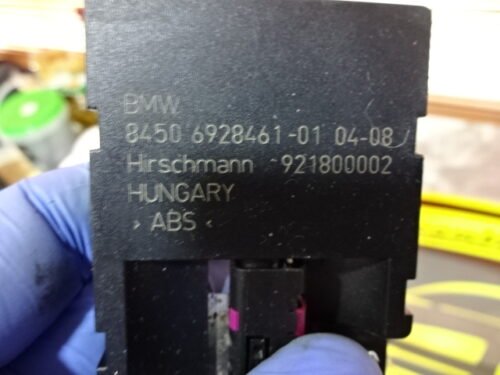 BMW
8450 6928461-01 04-08
Hirschmann 921800002
HUNGARY
> ABS <